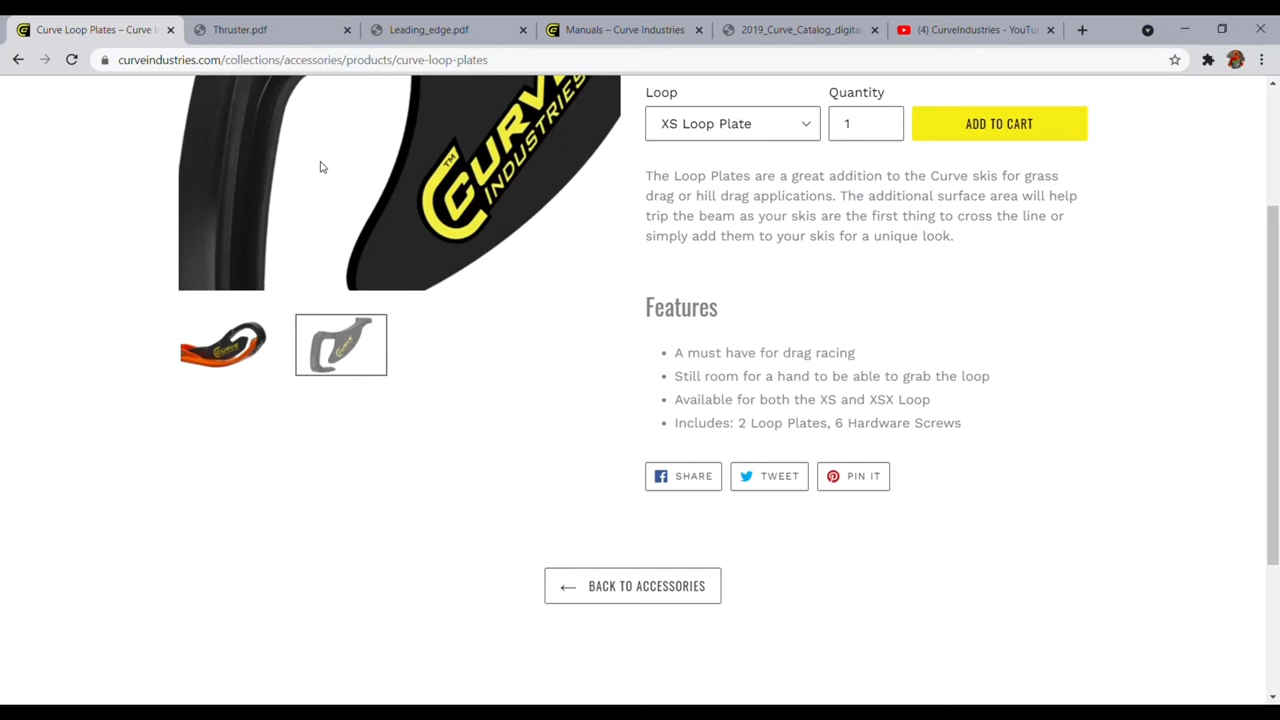 Curve Loop Plates – Curve I
Thruster.pdf
Leading_edge.pdf
Manuals – Curve Industries
2019_Curve_Catalog_digital
(4) CurveIndustries - YouTu
curveindustries.com/collections/accessories/products/curve-loop-plates
CURVE
INDUSTRIES
TM
Loop
Quantity
XS Loop Plate
1
ADD TO CART
The Loop Plates are a great addition to the Curve skis for grass
drag or hill drag applications. The additional surface area will help
trip the beam as your skis are the first thing to cross the line or
simply add them to your skis for a unique look.
CURVE
Features
A must have for drag racing
Still room for a hand to be able to grab the loop
Available for both the XS and XSX Loop
Includes: 2 Loop Plates, 6 Hardware Screws
SHARE
TWEET
PIN IT
← BACK TO ACCESSORIES